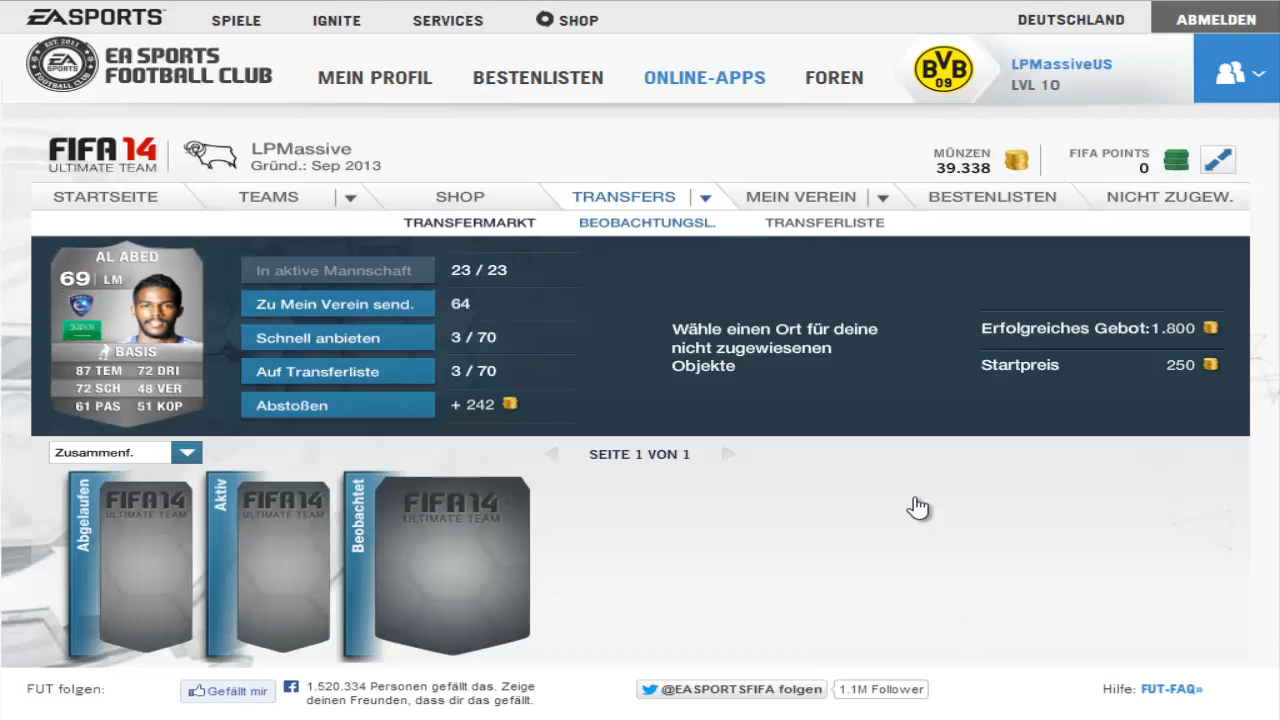 EA SPORTS
SPIELE
IGNITE
SERVICES
SHOP
DEUTSCHLAND
ABMELDEN
EST. 2011
EA SPORTS
EA SPORTS
FOOTBALL CLUB
MEIN PROFIL
BESTENLISTEN
ONLINE-APPS
FOREN
BVB
09
LPMassiveUS
LVL 10
FIFA 14
ULTIMATE TEAM
LPMassive
Gründ.: Sep 2013
MÜNZEN
39.338
FIFA POINTS
0
STARTSEITE
TEAMS
SHOP
TRANSFERS
MEIN VEREIN
BESTENLISTEN
NICHT ZUGEW.
TRANSFERMARKT
BEOBACHTUNGSL.
TRANSFERLISTE
AL ABED
69 LM
BASIS
87 TEM 72 DRI
72 SCH 48 VER
61 PAS 51 KOP
In aktive Mannschaft 23 / 23
Zu Mein Verein send. 64
Schnell anbieten 3 / 70
Auf Transferliste 3 / 70
Abstoßen + 242
Wähle einen Ort für deine
nicht zugewiesenen
Objekte
Erfolgreiches Gebot:1.800
Startpreis 250
Zusammenf.
SEITE 1 VON 1
Abgelaufen
FIFA14
ULTIMATE TEAM
Aktiv
FIFA14
ULTIMATE TEAM
Beobachtet
FIFA14
ULTIMATE TEAM
FUT folgen:
Gefällt mir
1.520.334 Personen gefällt das. Zeige
deinen Freunden, dass dir das gefällt.
@EASPORTSFIFA folgen
1.1M Follower
Hilfe: FUT-FAQ»